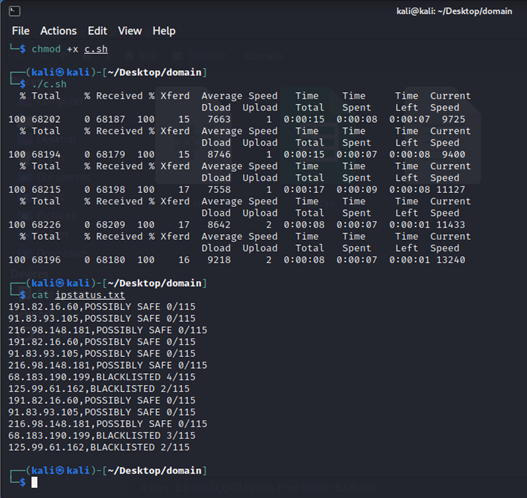 kali@kali: ~/Desktop/domain
File Actions Edit View Help
└─$ chmod +x c.sh
┌──(kali㉿kali)-[~/Desktop/domain]
└─$ ./c.sh
% Total % Received % Xferd Average Speed Time Time Time Current
Dload Upload Total Spent Left Speed
100 68202 0 68187 100 15 7663 1 0:00:15 0:00:08 0:00:07 9725
% Total % Received % Xferd Average Speed Time Time Time Current
Dload Upload Total Spent Left Speed
100 68194 0 68179 100 15 8746 1 0:00:15 0:00:07 0:00:08 9400
% Total % Received % Xferd Average Speed Time Time Time Current
Dload Upload Total Spent Left Speed
100 68215 0 68198 100 17 7558 1 0:00:17 0:00:09 0:00:08 11127
% Total % Received % Xferd Average Speed Time Time Time Current
Dload Upload Total Spent Left Speed
100 68226 0 68209 100 17 8642 2 0:00:08 0:00:07 0:00:01 11433
% Total % Received % Xferd Average Speed Time Time Time Current
Dload Upload Total Spent Left Speed
100 68196 0 68180 100 16 9218 2 0:00:08 0:00:07 0:00:01 13240
┌──(kali㉿kali)-[~/Desktop/domain]
└─$ cat ipstatus.txt
191.82.16.60,POSSIBLY SAFE 0/115
91.83.93.105,POSSIBLY SAFE 0/115
216.98.148.181,POSSIBLY SAFE 0/115
191.82.16.60,POSSIBLY SAFE 0/115
91.83.93.105,POSSIBLY SAFE 0/115
216.98.148.181,POSSIBLY SAFE 0/115
68.183.190.199,BLACKLISTED 4/115
125.99.61.162,BLACKLISTED 2/115
191.82.16.60,POSSIBLY SAFE 0/115
91.83.93.105,POSSIBLY SAFE 0/115
216.98.148.181,POSSIBLY SAFE 0/115
68.183.190.199,BLACKLISTED 3/115
125.99.61.162,BLACKLISTED 2/115
┌──(kali㉿kali)-[~/Desktop/domain]
└─$